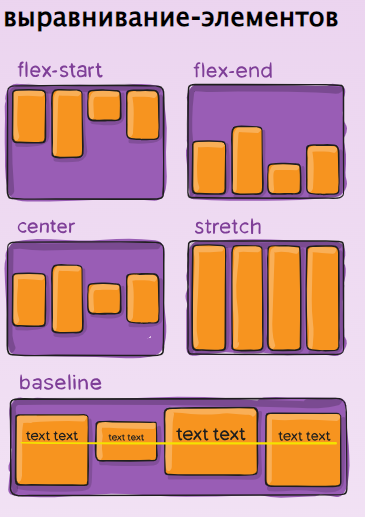 выравнивание-элементов
flex-start
flex-end
center
stretch
baseline
text text
text text
text text
text text